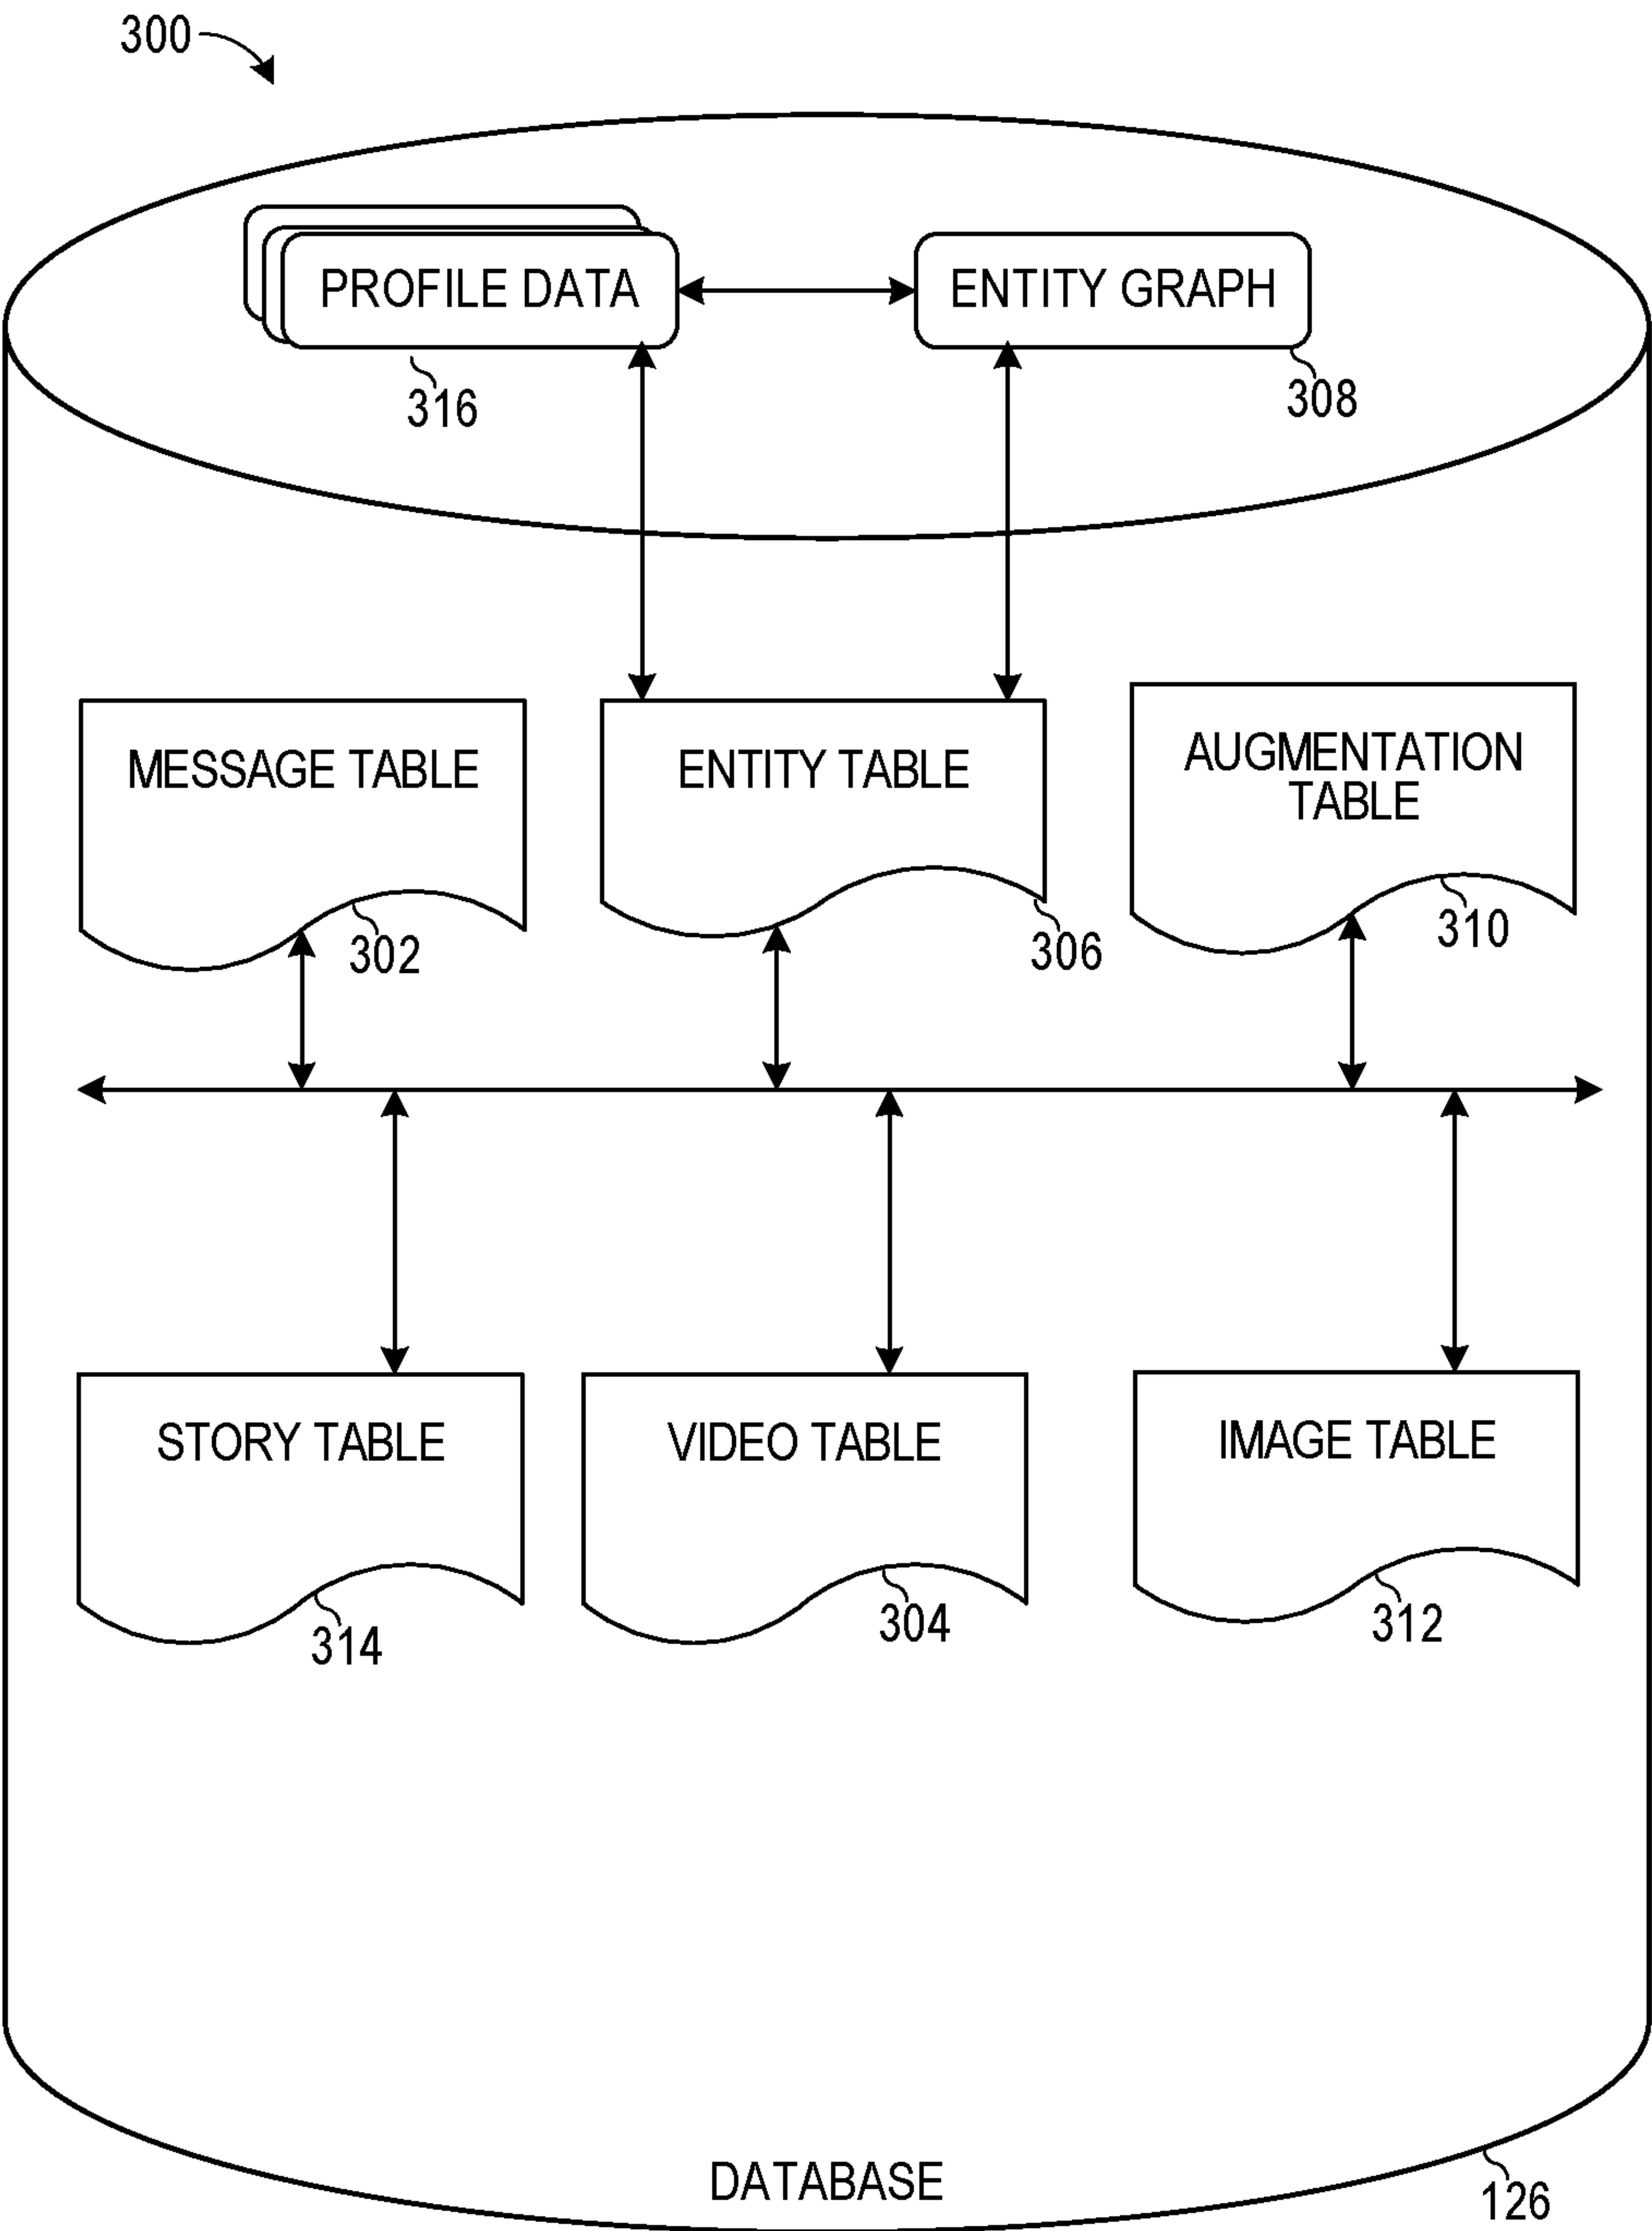 300
PROFILE DATA
ENTITY GRAPH
316
308
MESSAGE TABLE
ENTITY TABLE
AUGMENTATION
TABLE
302
306
310
STORY TABLE
VIDEO TABLE
IMAGE TABLE
314
304
312
DATABASE
126